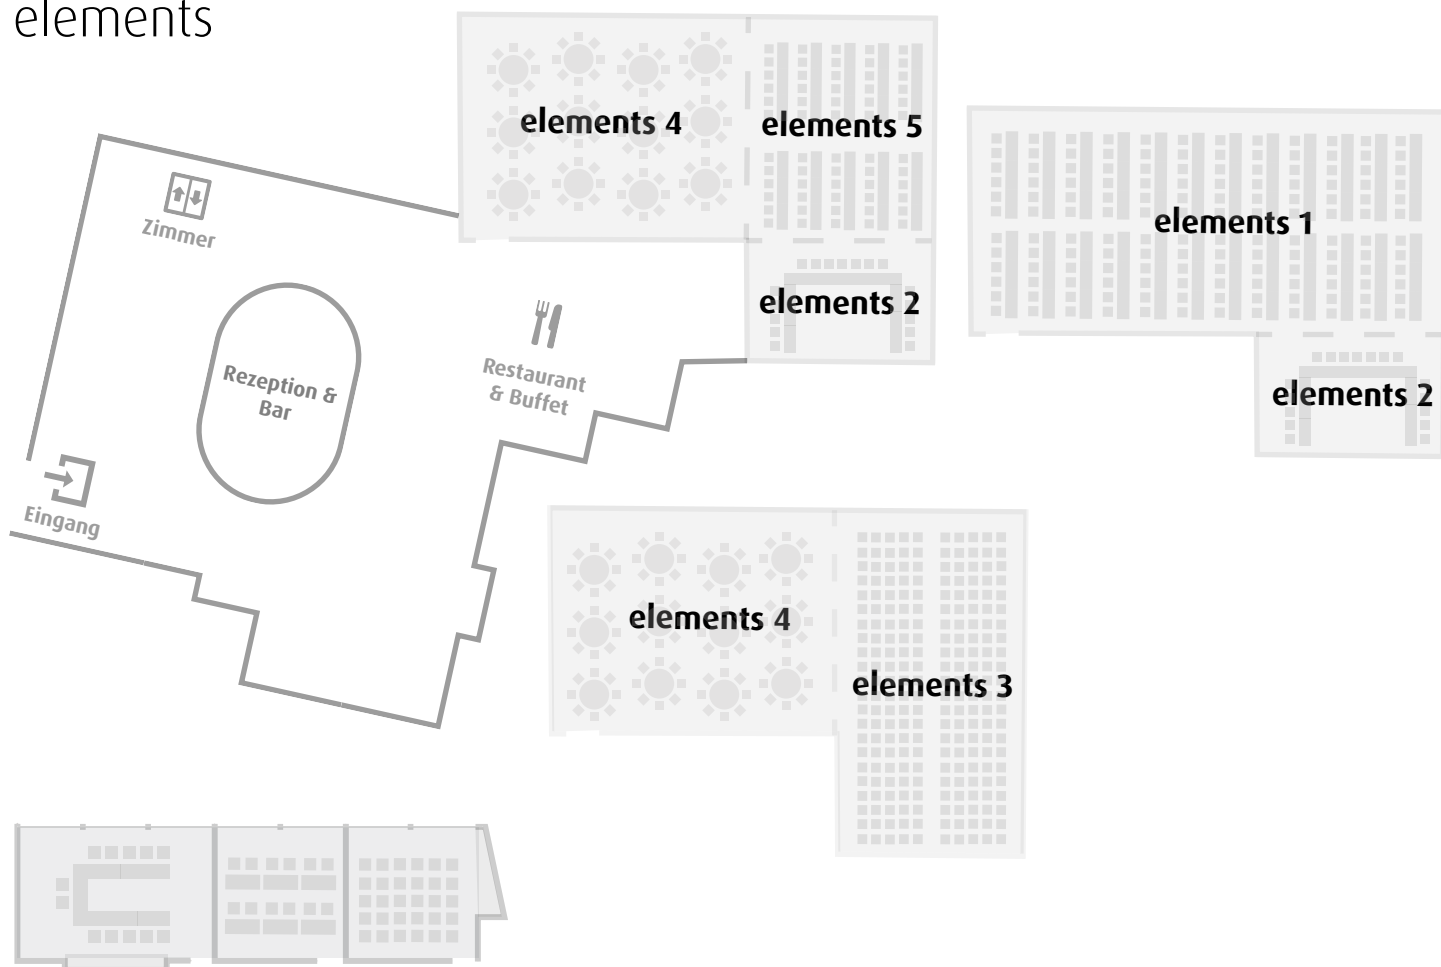 elements
elements 4
elements 5
elements 1
elements 2
elements 2
Zimmer
Rezeption &
Bar
Restaurant
& Buffet
Eingang
elements 4
elements 3